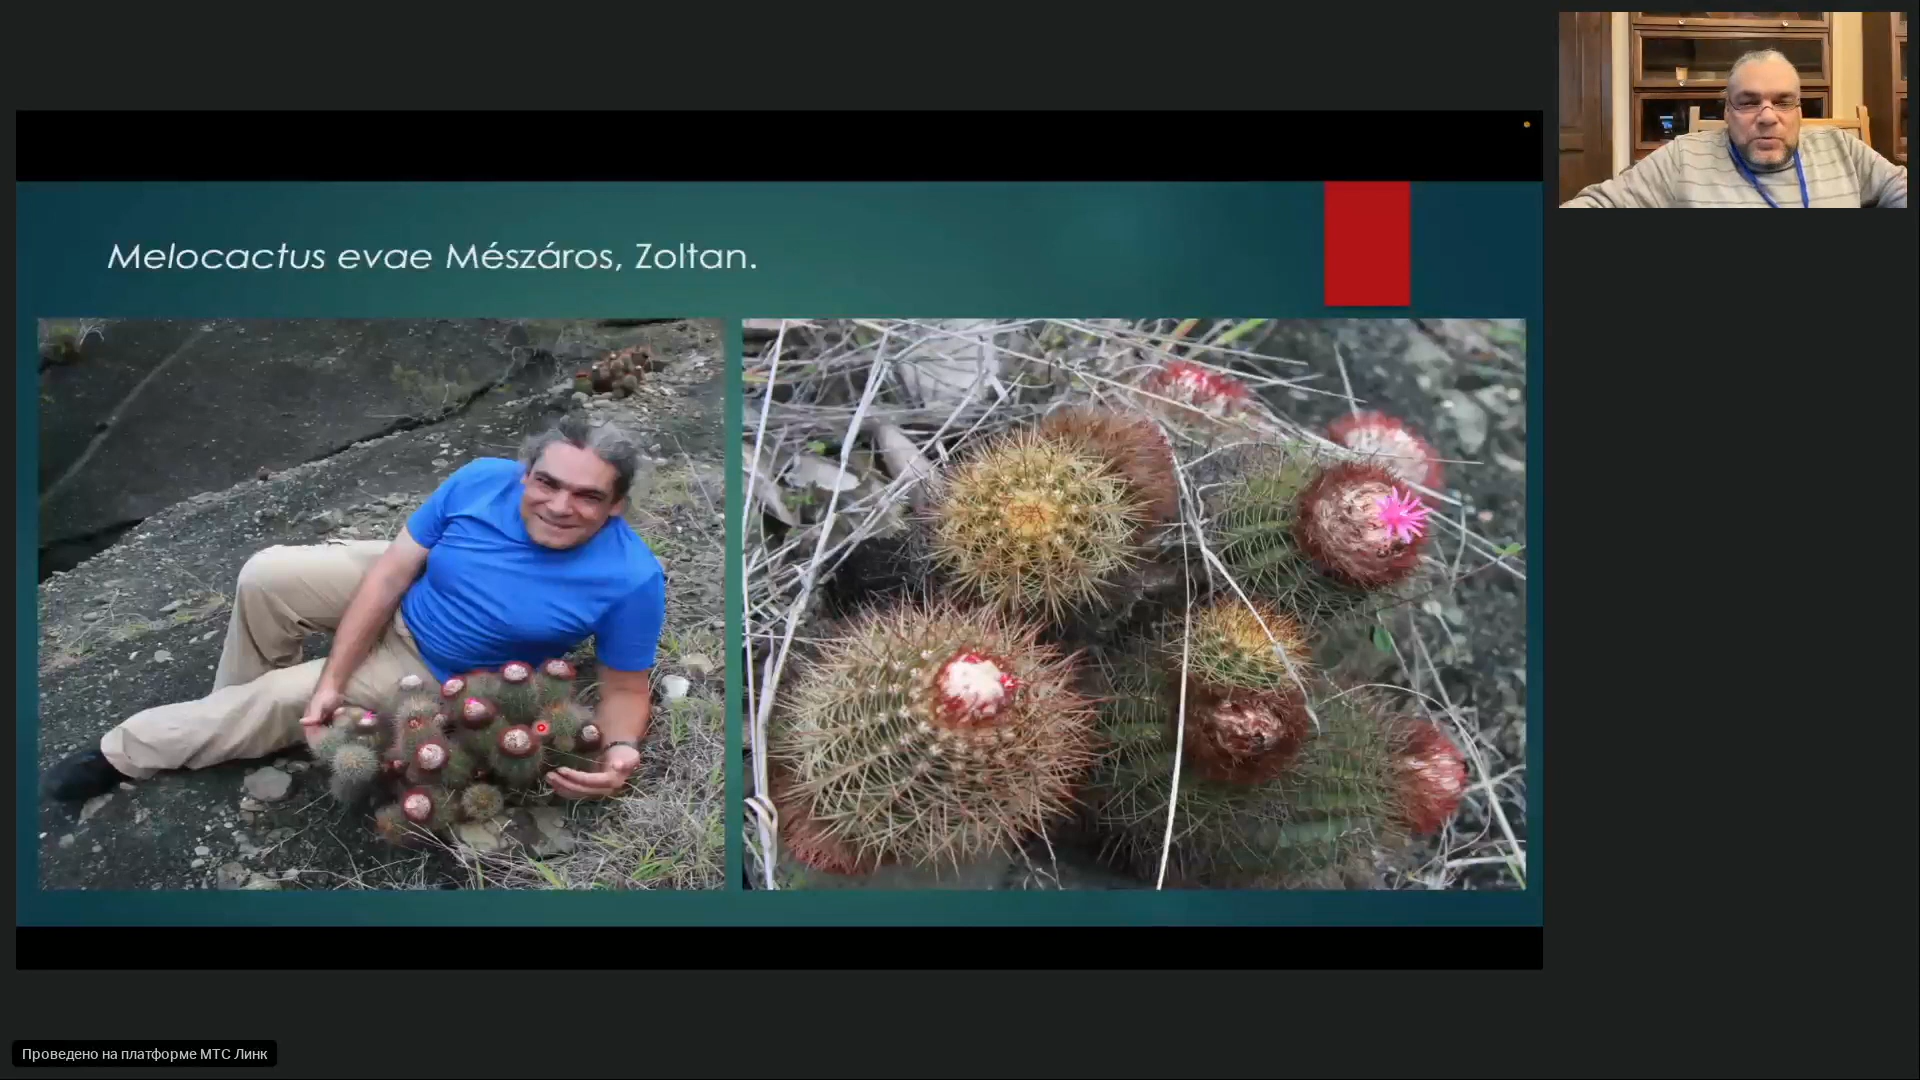 Melocactus evae Mészáros, Zoltan.
Проведено на платформе МТС Линк